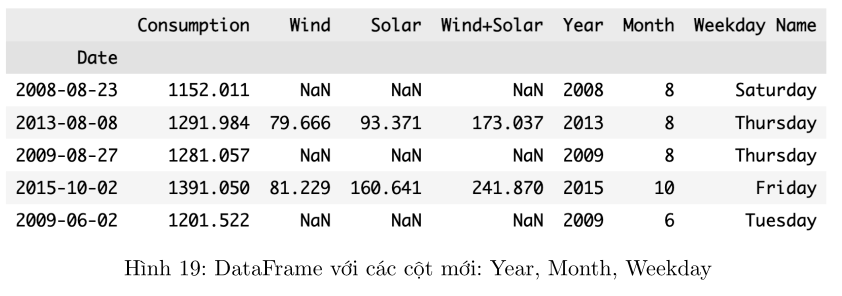 Consumption Wind Solar Wind+Solar Year Month Weekday Name
Date
2008-08-23 1152.011 NaN NaN NaN 2008 8 Saturday
2013-08-08 1291.984 79.666 93.371 173.037 2013 8 Thursday
2009-08-27 1281.057 NaN NaN NaN 2009 8 Thursday
2015-10-02 1391.050 81.229 160.641 241.870 2015 10 Friday
2009-06-02 1201.522 NaN NaN NaN 2009 6 Tuesday
Hình 19: DataFrame với các cột mới: Year, Month, Weekday